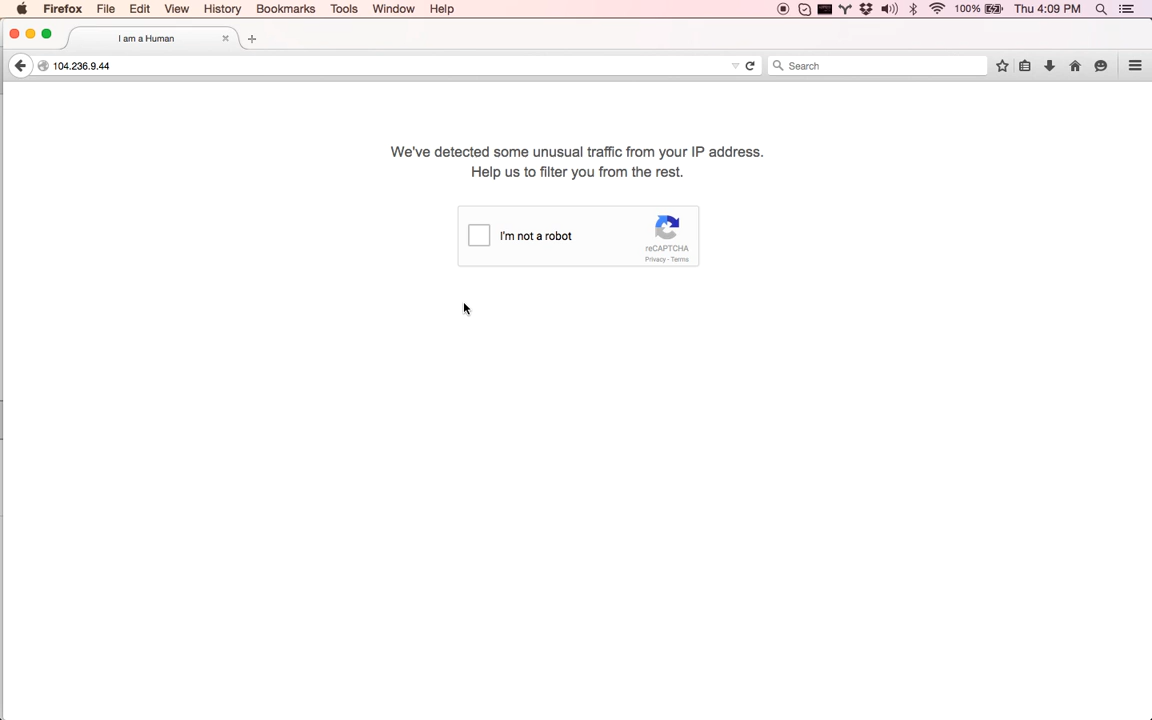 Firefox File Edit View History Bookmarks Tools Window Help 100% Thu 4:09 PM
I am a Human
104.236.9.44 Search
We've detected some unusual traffic from your IP address.
Help us to filter you from the rest.
I'm not a robot
reCAPTCHA
Privacy - Terms